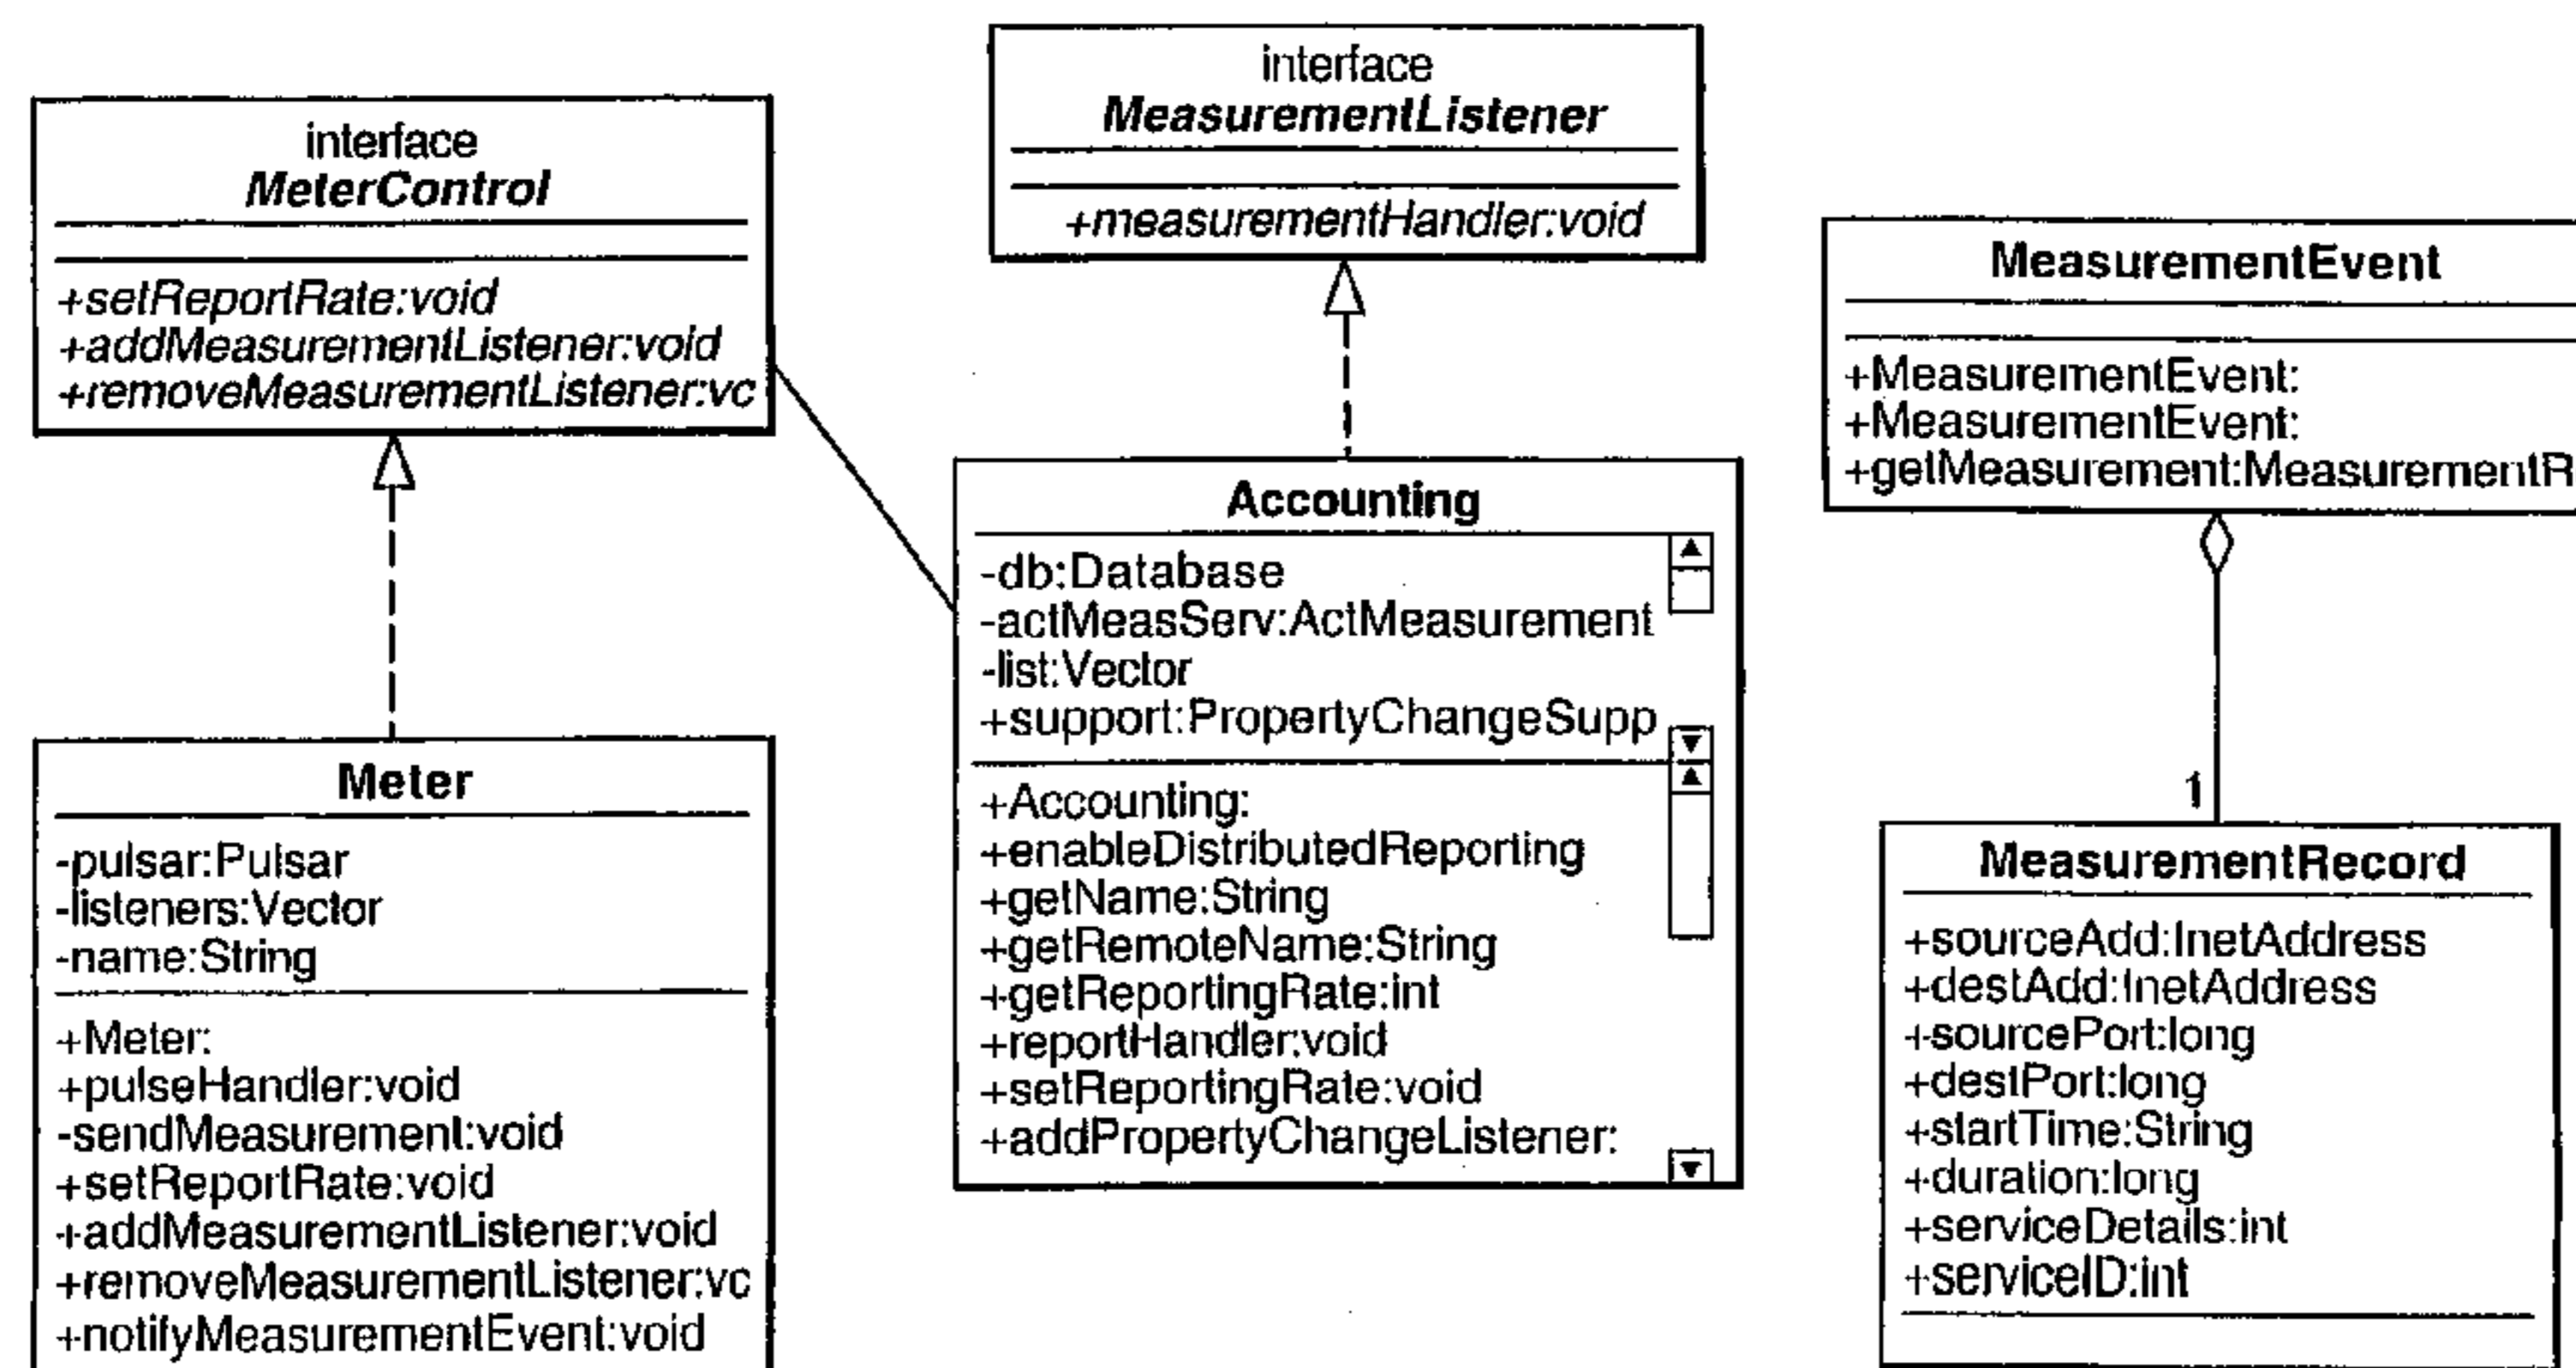 interface
MeterControl
+setReportRate:void
+addMeasurementListener:void
+removeMeasurementListener:vc
interface
MeasurementListener
+measurementHandler:void
MeasurementEvent
+MeasurementEvent:
+MeasurementEvent:
+getMeasurement:MeasurementR
Accounting
-db:Database
-actMeasServ:ActMeasurement
-list:Vector
+support:PropertyChangeSupp
+Accounting:
+enableDistributedReporting
+getName:String
+getRemoteName:String
+getReportingRate:int
+reportHandler:void
+setReportingRate:void
+addPropertyChangeListener:
Meter
-pulsar:Pulsar
-listeners:Vector
-name:String
+Meter:
+pulseHandler:void
-sendMeasurement:void
+setReportRate:void
+addMeasurementListener:void
+removeMeasurementListener:vc
+notifyMeasurementEvent:void
1
MeasurementRecord
+sourceAdd:InetAddress
+destAdd:InetAddress
+sourcePort:long
+destPort:long
+startTime:String
+duration:long
+serviceDetails:int
+serviceID:int